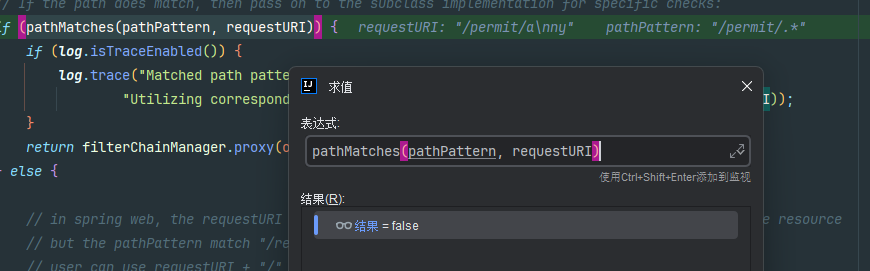 // If the path does match, then pass on to the subclass implementation for specific checks:
if (pathMatches(pathPattern, requestURI)) { requestURI: "/permit/a\nny" pathPattern: "/permit/.*"
if (log.isTraceEnabled()) {
log.trace("Matched path patte
"Utilizing correspond I));
}
return filterChainManager.proxy(o
} else {
// in spring web, the requestURI e resource
// but the pathPattern match "/re
// user can use requestURI + "/"
IJ 求值
表达式:
pathMatches(pathPattern, requestURI)
使用Ctrl+Shift+Enter添加到监视
结果(R):
结果 = false